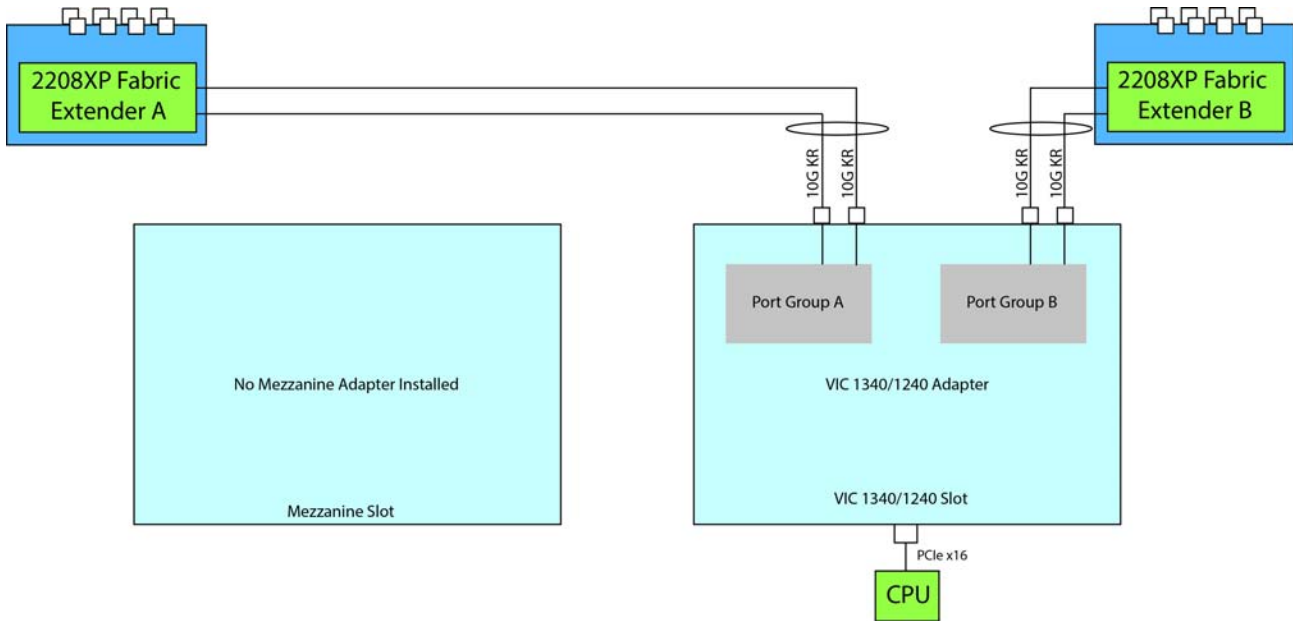 2208XP Fabric
Extender A
2208XP Fabric
Extender B
10G KR
10G KR
10G KR
10G KR
Port Group A
Port Group B
No Mezzanine Adapter Installed
VIC 1340/1240 Adapter
Mezzanine Slot
VIC 1340/1240 Slot
PCIe x16
CPU